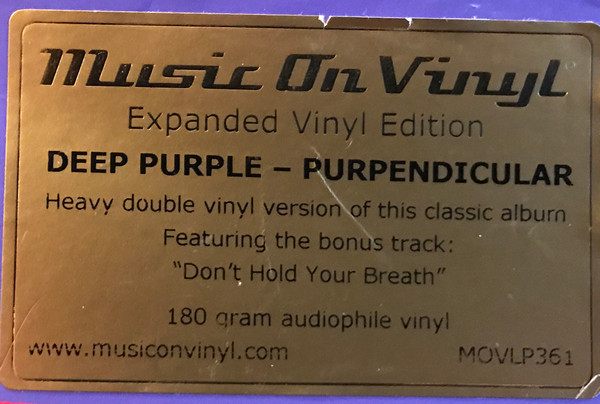 Music On Vinyl
Expanded Vinyl Edition
DEEP PURPLE – PURPENDICULAR
Heavy double vinyl version of this classic album
Featuring the bonus track:
“Don’t Hold Your Breath”
180 gram audiophile vinyl
www.musiconvinyl.com MOVLP361